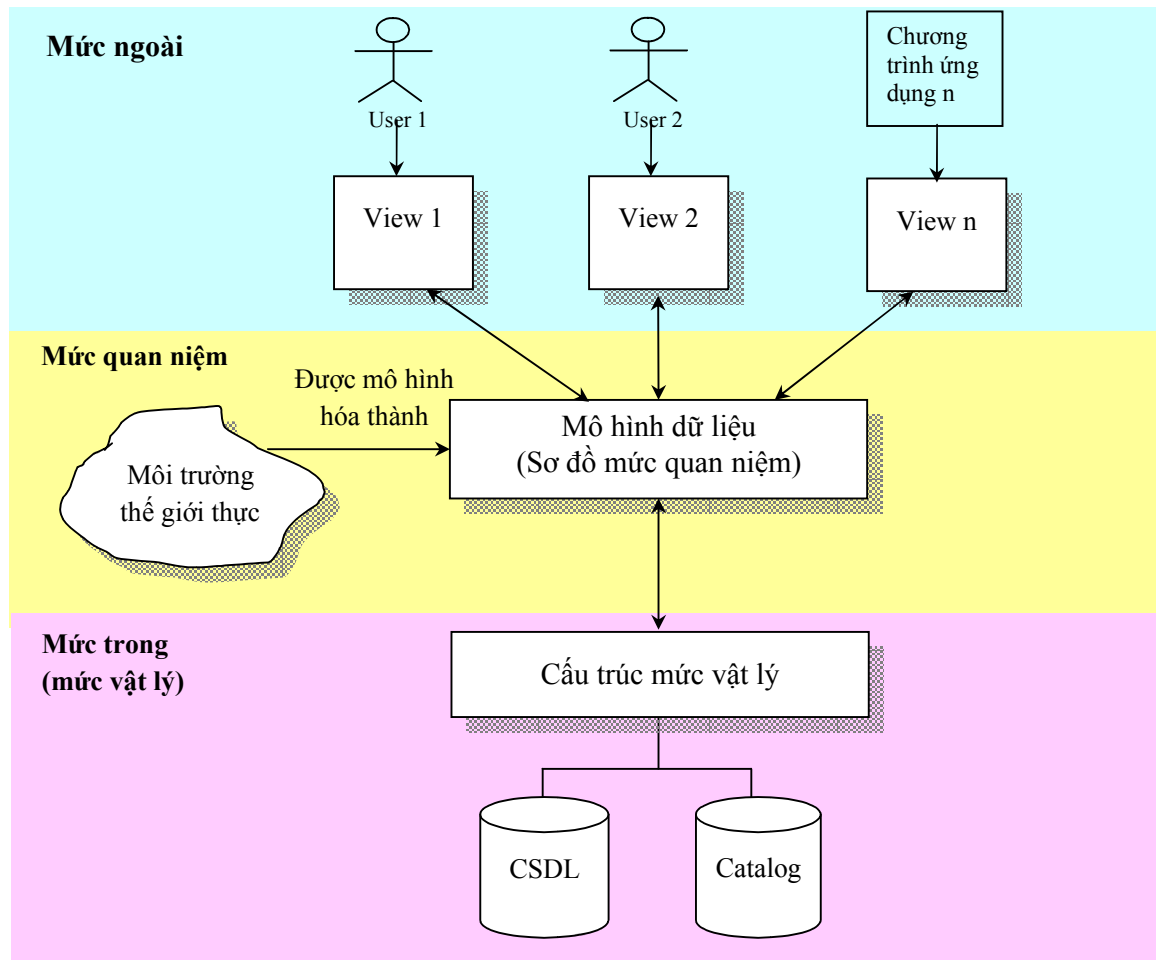 Mức ngoài
Chương
trình ứng
dụng n
User 1
User 2
View 1
View 2
View n
Mức quan niệm
Được mô hình
hóa thành
Mô hình dữ liệu
(Sơ đồ mức quan niệm)
Môi trường
thế giới thực
Mức trong
(mức vật lý)
Cấu trúc mức vật lý
CSDL
Catalog